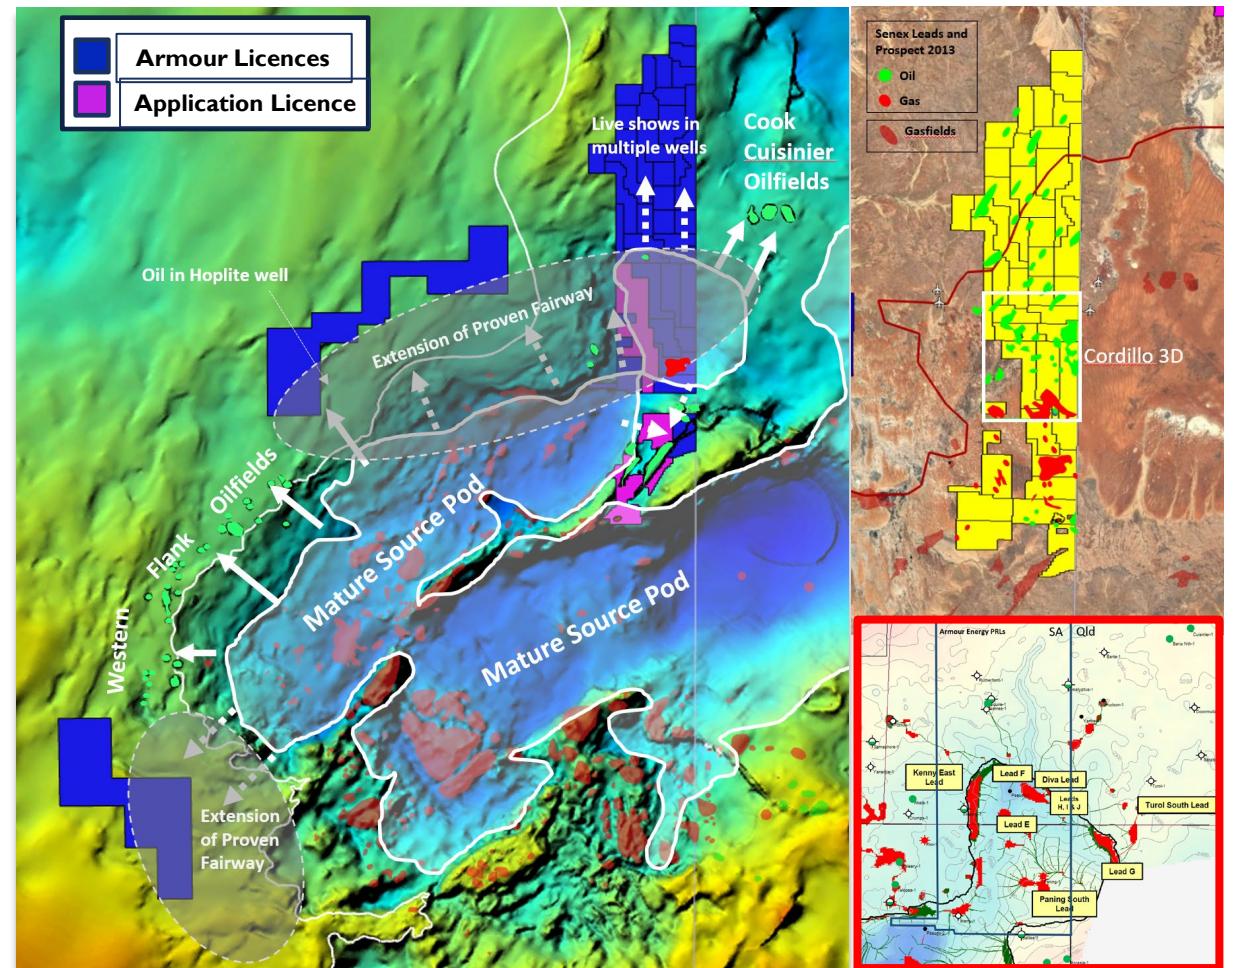 Armour Licences
Application Licence
Live shows in
multiple wells
Cook
Cuisinier
Oilfields
Oil in Hoplite well
Extension of Proven Fairway
Western
Flank
Oilfields
Mature Source Pod
Mature Source Pod
Extension
of Proven
Fairway
Senex Leads and
Prospect 2013
Oil
Gas
Gasfields
Cordillo 3D
Armour Energy PRLs
SA
Qld
Kenny East
Lead
Lead F
Diva Lead
Leads
H, I & J
Turol South Lead
Lead E
Lead G
Paning South
Lead